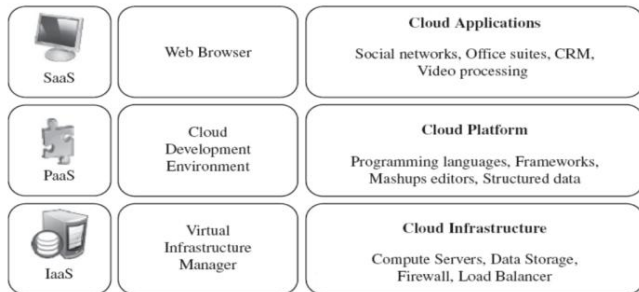 SaaS
Web Browser
Cloud Applications
Social networks, Office suites, CRM,
Video processing
PaaS
Cloud
Development
Environment
Cloud Platform
Programming languages, Frameworks,
Mashups editors, Structured data
IaaS
Virtual
Infrastructure
Manager
Cloud Infrastructure
Compute Servers, Data Storage,
Firewall, Load Balancer